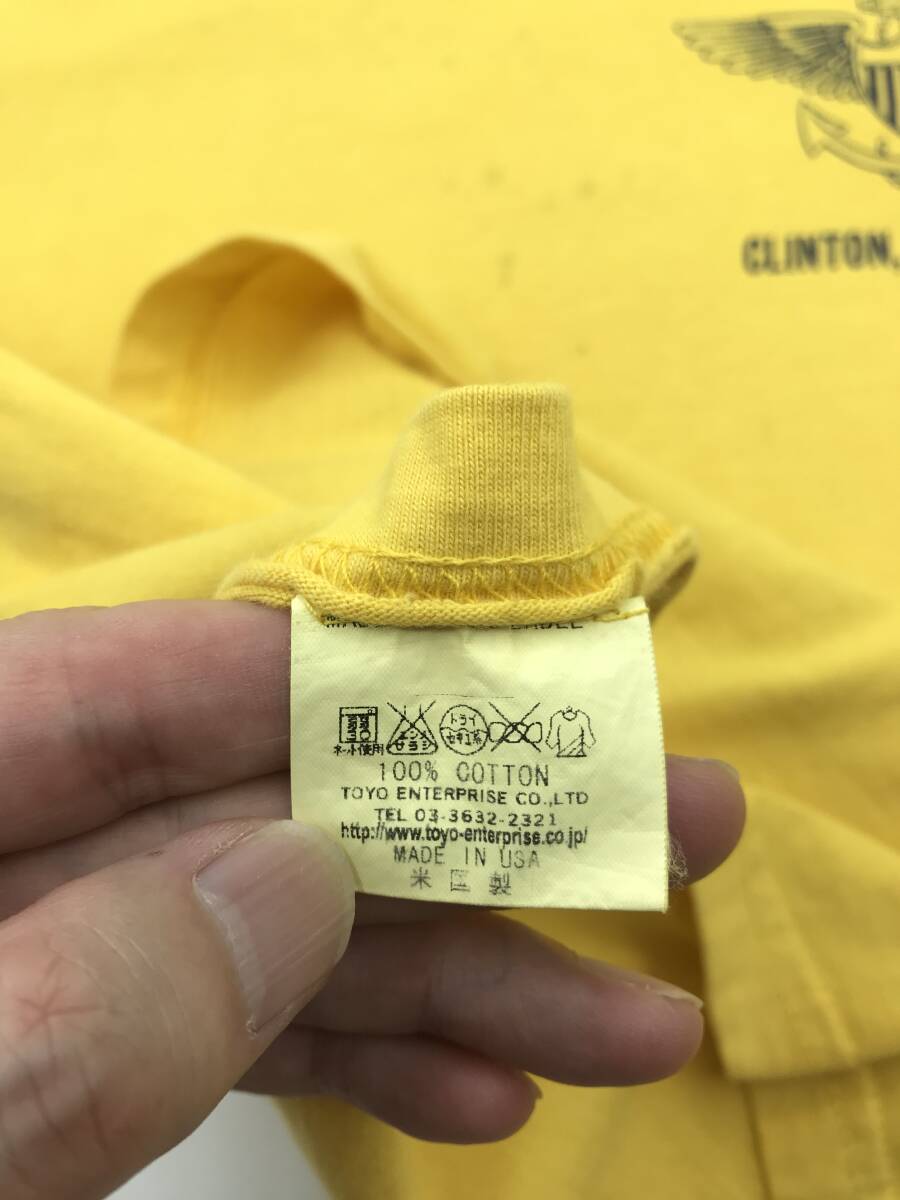 CLINTON,
ネット使用
エンソ
サラシ
ドライ
セキユ系
100% COTTON
TOYO ENTERPRISE CO.,LTD
TEL 03-3632-2321
http://www.toyo-enterprise.co.jp/
MADE IN USA
米国製